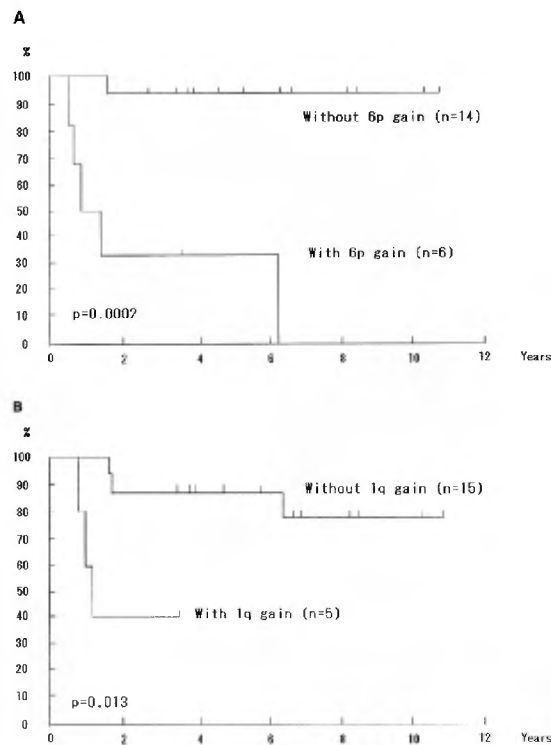 A
%
100
90
80
70
60
50
40
30
20
10
0
Without 6p gain (n=14)
With 6p gain (n=6)
p=0.0002
0 2 4 6 8 10 12 Years
B
%
100
90
80
70
60
50
40
30
20
10
0
Without 1q gain (n=15)
With 1q gain (n=5)
p=0.013
0 2 4 6 8 10 12 Years